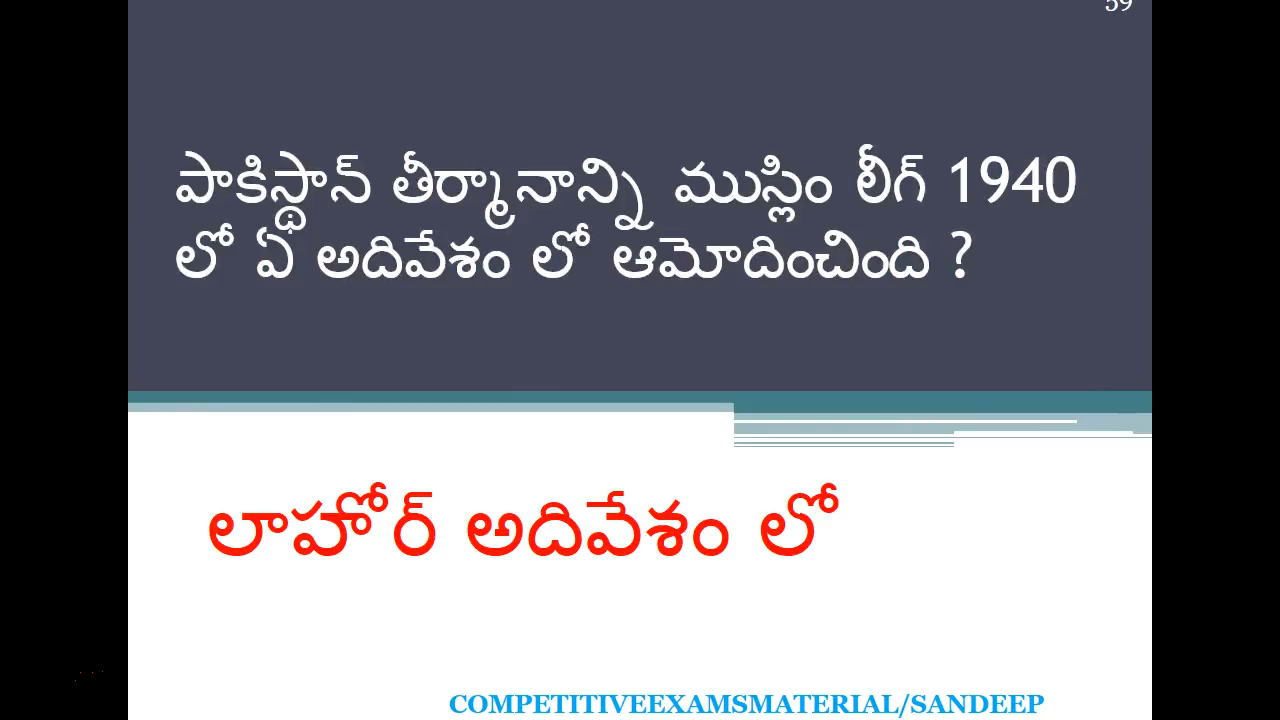 59
పాకిస్థాన్ తీర్మానాన్ని ముస్లిం లీగ్ 1940
లో ఏ అదివేశం లో ఆమోదించింది ?
లాహోర్ అదివేశం లో
COMPETITIVEEXAMSMATERIAL/SANDEEP